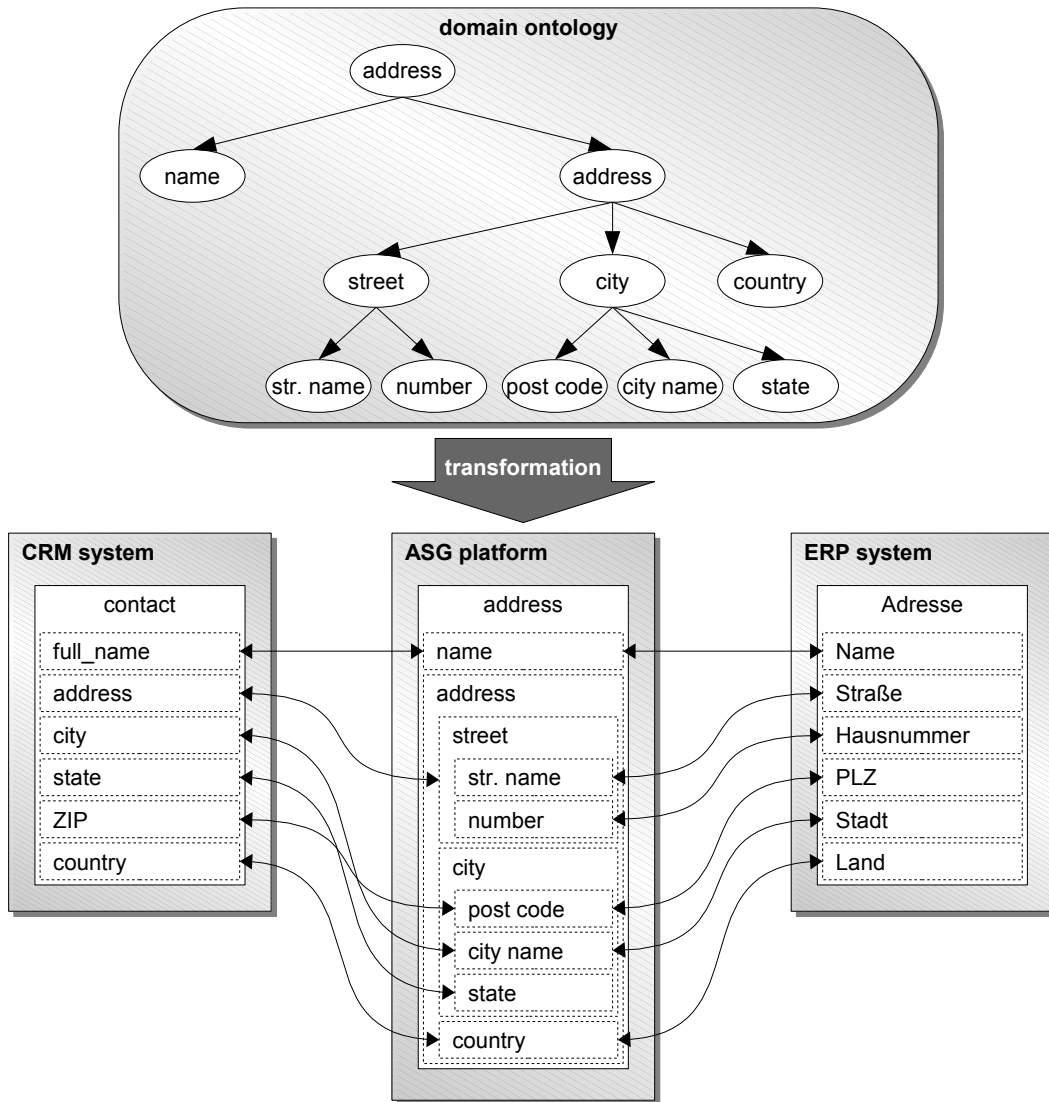 domain ontology
address
name
address
street
city
country
str. name
number
post code
city name
state
transformation
CRM system
contact
full_name
address
city
state
ZIP
country
ASG platform
address
name
address
street
str. name
number
city
post code
city name
state
country
ERP system
Adresse
Name
Straße
Hausnummer
PLZ
Stadt
Land